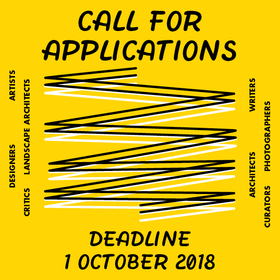 CALL FOR
APPLICATIONS
ARTISTS
LANDSCAPE ARCHITECTS
DESIGNERS
CRITICS
WRITERS
PHOTOGRAPHERS
ARCHITECTS
CURATORS
DEADLINE
1 OCTOBER 2018